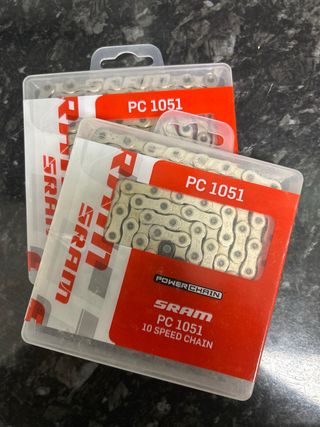 PC 1051
SRAM
PC 1051
SRAM
POWERCHAIN
SRAM
PC 1051
10 SPEED CHAIN